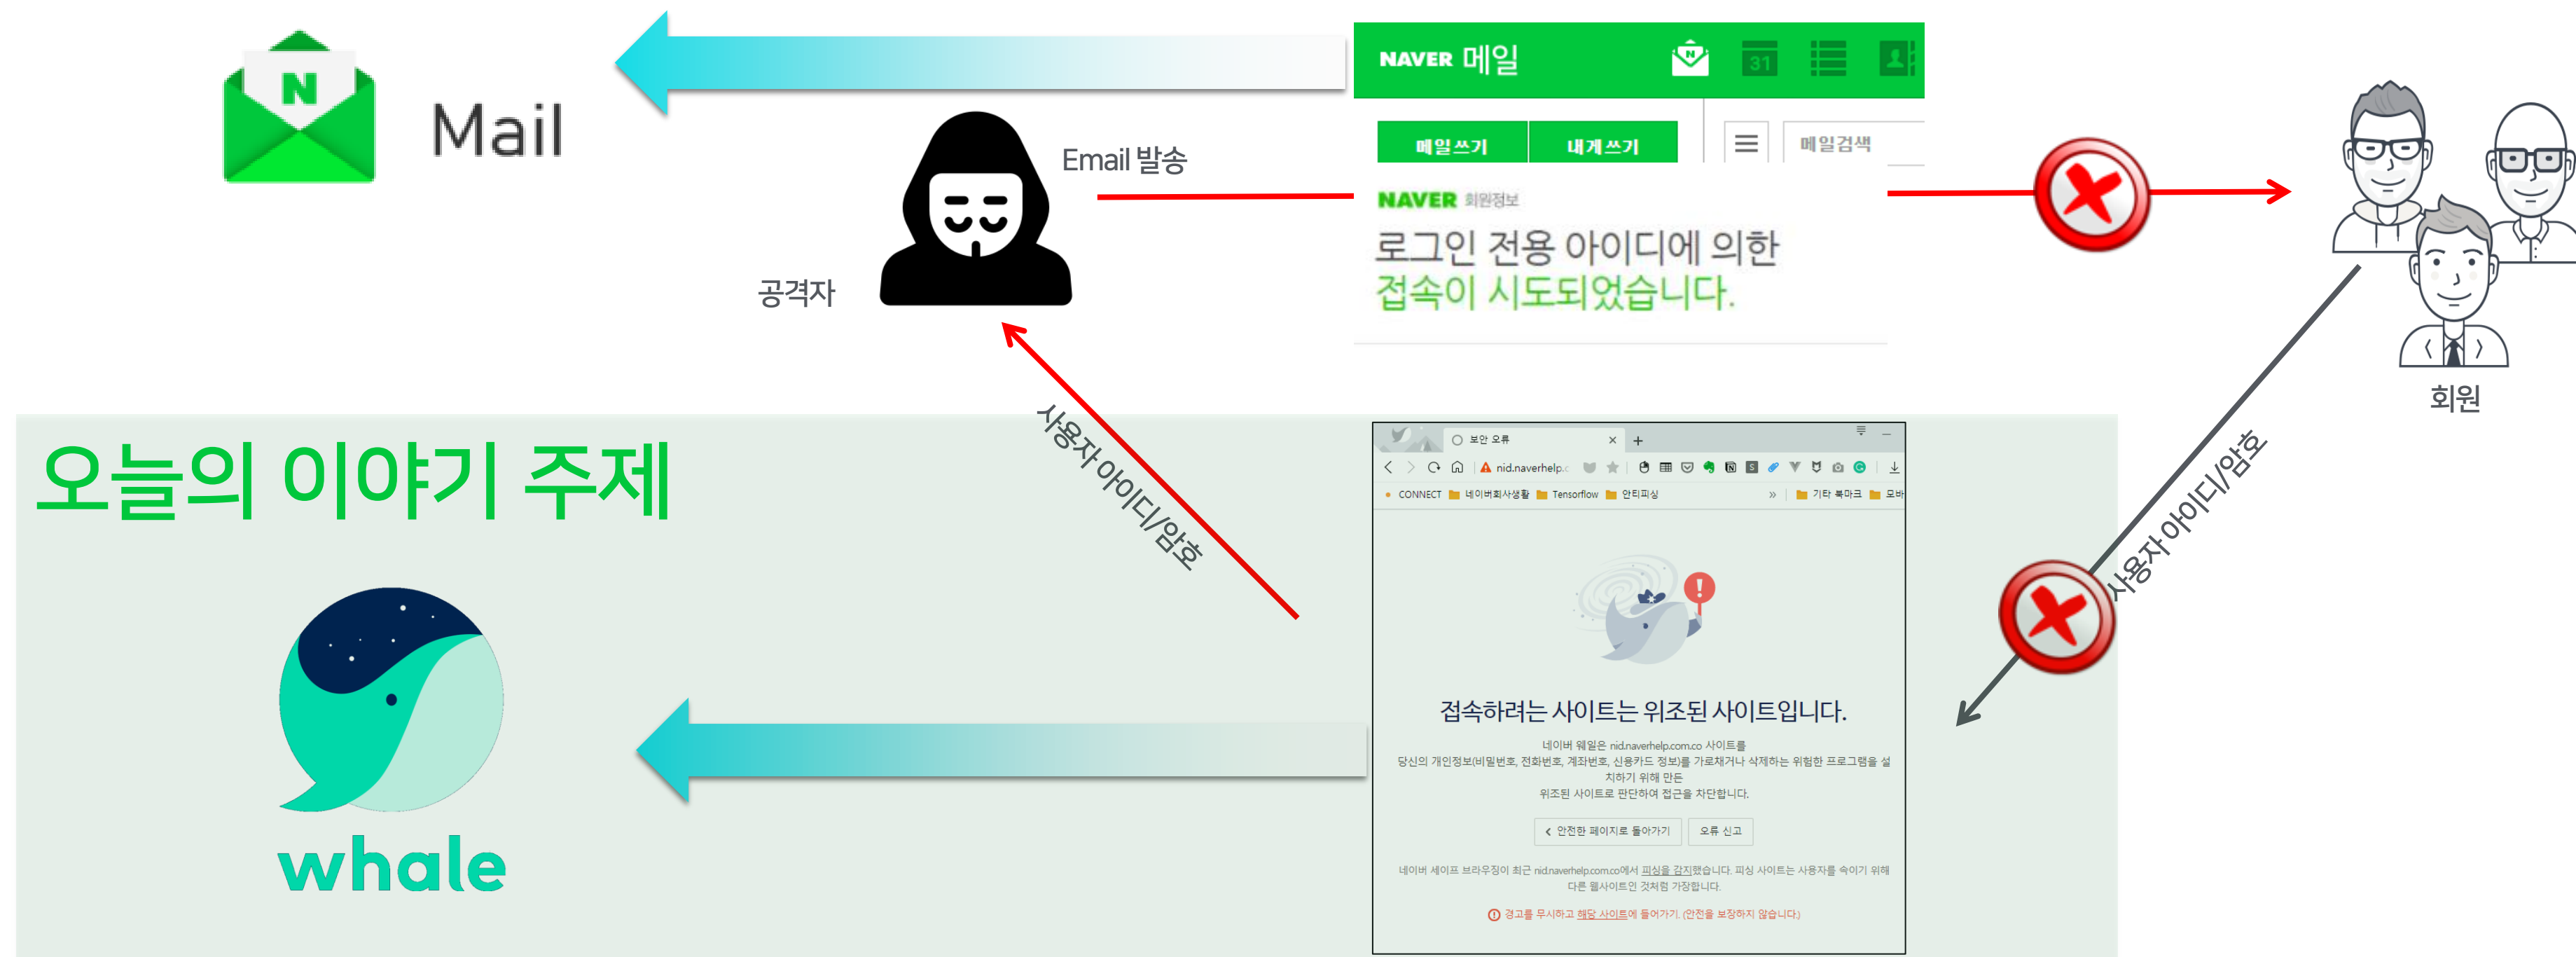 N
Mail
공격자
Email 발송
NAVER 메일
N
31
메일쓰기
내게쓰기
메일검색
NAVER 회원정보
로그인 전용 아이디에 의한
접속이 시도되었습니다.
회원
사용자 아이디/암호
사용자 아이디/암호
오늘의 이야기 주제
whale
보안 오류
nid.naverhelp.c
CONNECT 네이버회사생활 Tensorflow 안티피싱 » 기타 북마크 모바
접속하려는 사이트는 위조된 사이트입니다.
네이버 웨일은 nid.naverhelp.com.co 사이트를
당신의 개인정보(비밀번호, 전화번호, 계좌번호, 신용카드 정보)를 가로채거나 삭제하는 위험한 프로그램을 설
치하기 위해 만든
위조된 사이트로 판단하여 접근을 차단합니다.
안전한 페이지로 돌아가기
오류 신고
네이버 세이프 브라우징이 최근 nid.naverhelp.com.co에서 피싱을 감지했습니다. 피싱 사이트는 사용자를 속이기 위해
다른 웹사이트인 것처럼 가장합니다.
경고를 무시하고 해당 사이트에 들어가기. (안전을 보장하지 않습니다.)